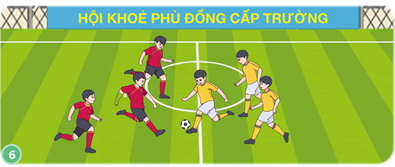 HỘI KHOẺ PHÙ ĐỔNG CẤP TRƯỜNG
6